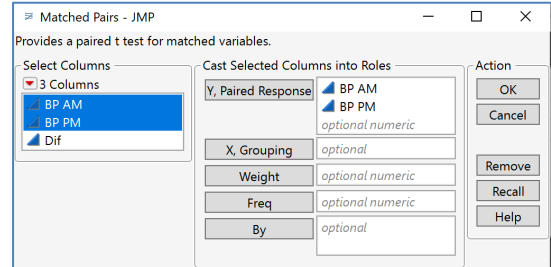 Matched Pairs - JMP
Provides a paired t test for matched variables.
Select Columns
3 Columns
BP AM
BP PM
Dif
Cast Selected Columns into Roles
Y, Paired Response
BP AM
BP PM
optional numeric
X, Grouping
optional
Weight
optional numeric
Freq
optional numeric
By
optional
Action
OK
Cancel
Remove
Recall
Help